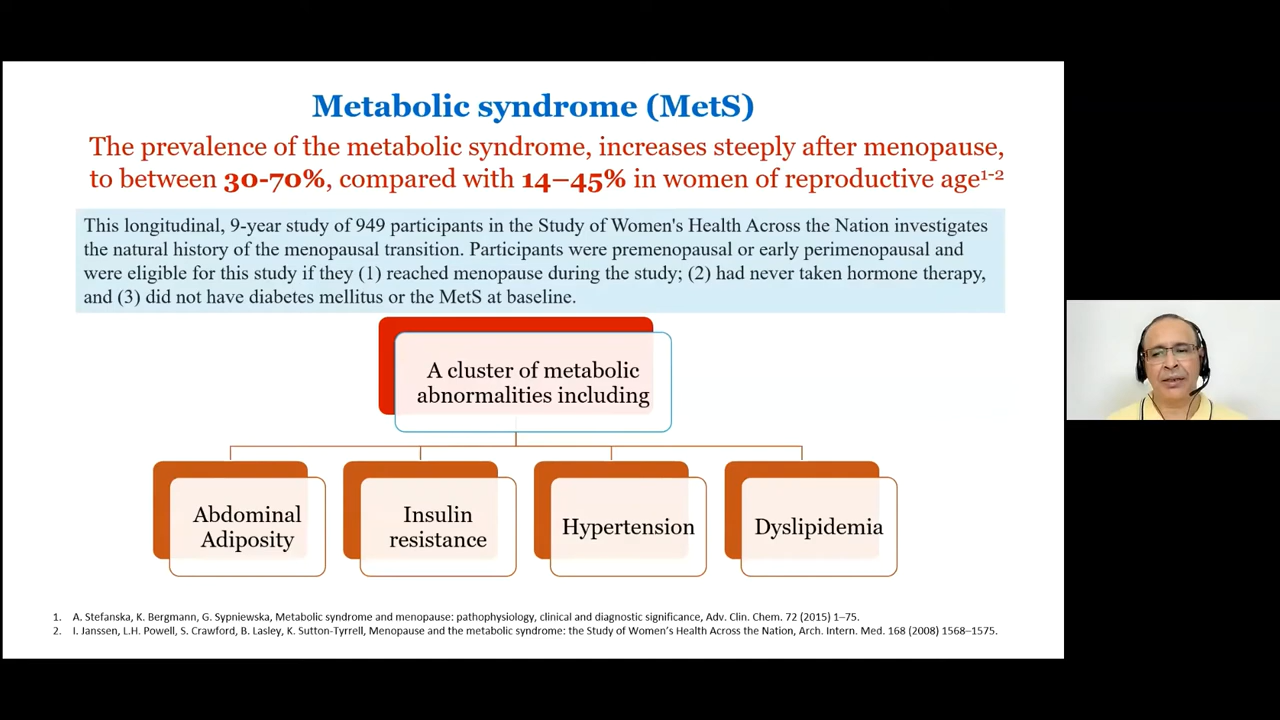 Metabolic syndrome (MetS)
The prevalence of the metabolic syndrome, increases steeply after menopause,
to between 30-70%, compared with 14–45% in women of reproductive age¹⁻²
This longitudinal, 9-year study of 949 participants in the Study of Women's Health Across the Nation investigates
the natural history of the menopausal transition. Participants were premenopausal or early perimenopausal and
were eligible for this study if they (1) reached menopause during the study; (2) had never taken hormone therapy,
and (3) did not have diabetes mellitus or the MetS at baseline.
A cluster of metabolic
abnormalities including
Abdominal
Adiposity
Insulin
resistance
Hypertension
Dyslipidemia
1. A. Stefanska, K. Bergmann, G. Sypniewska, Metabolic syndrome and menopause: pathophysiology, clinical and diagnostic significance, Adv. Clin. Chem. 72 (2015) 1–75.
2. I. Janssen, L.H. Powell, S. Crawford, B. Lasley, K. Sutton-Tyrrell, Menopause and the metabolic syndrome: the Study of Women’s Health Across the Nation, Arch. Intern. Med. 168 (2008) 1568–1575.